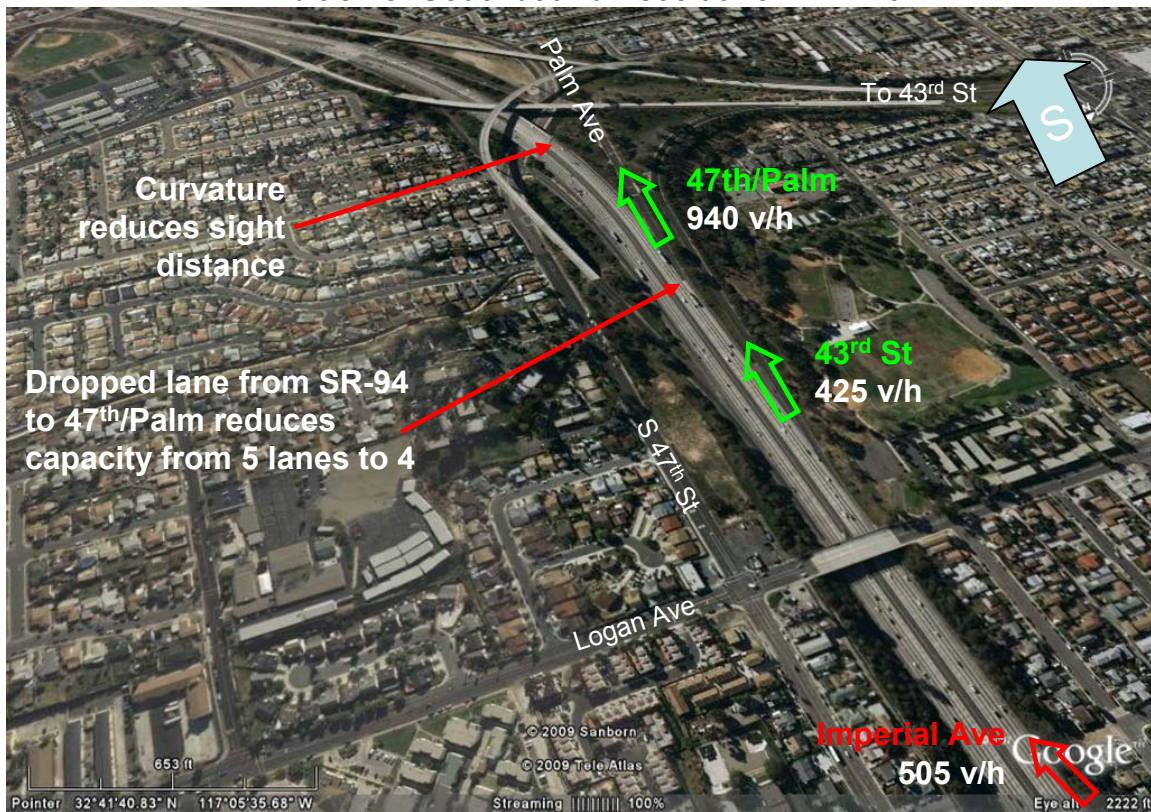 Palm Ave
To 43rd St
S
Curvature
reduces sight
distance
47th/Palm
940 v/h
Dropped lane from SR-94
to 47th/Palm reduces
capacity from 5 lanes to 4
43rd St
425 v/h
S 47th St
Logan Ave
© 2009 Sanborn
© 2009 Tele Atlas
Imperial Ave
505 v/h
Google™
653 ft
Pointer 32°41'40.83" N 117°05'35.68" W Streaming 100% Eye alt 2222 ft